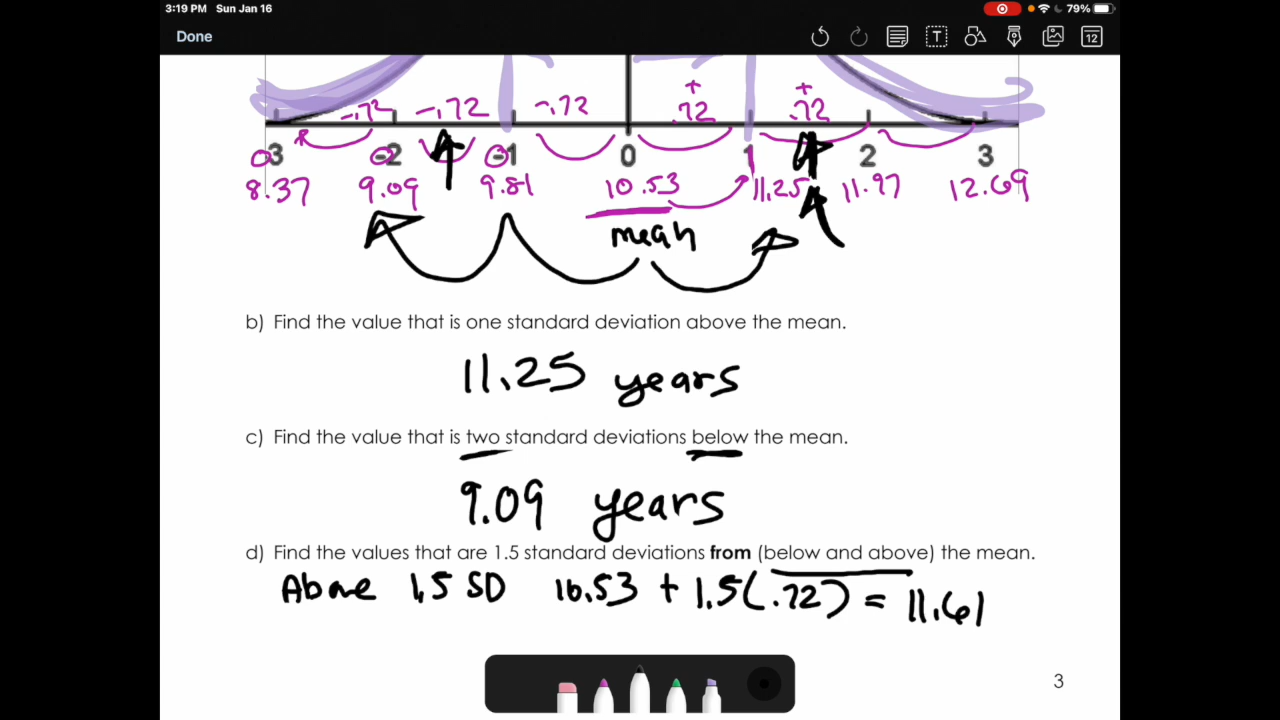 3:19 PM Sun Jan 16 79%
Done 12
-.72 -.72 -.72 + .72 + .72
-3 -2 -1 0 1 2 3
8.37 9.09 9.81 10.53 11.25 11.97 12.69
mean
b) Find the value that is one standard deviation above the mean.
11.25 years
c) Find the value that is two standard deviations below the mean.
9.09 years
d) Find the values that are 1.5 standard deviations from (below and above) the mean.
Above 1.5 SD 10.53 + 1.5(.72) = 11.61
3